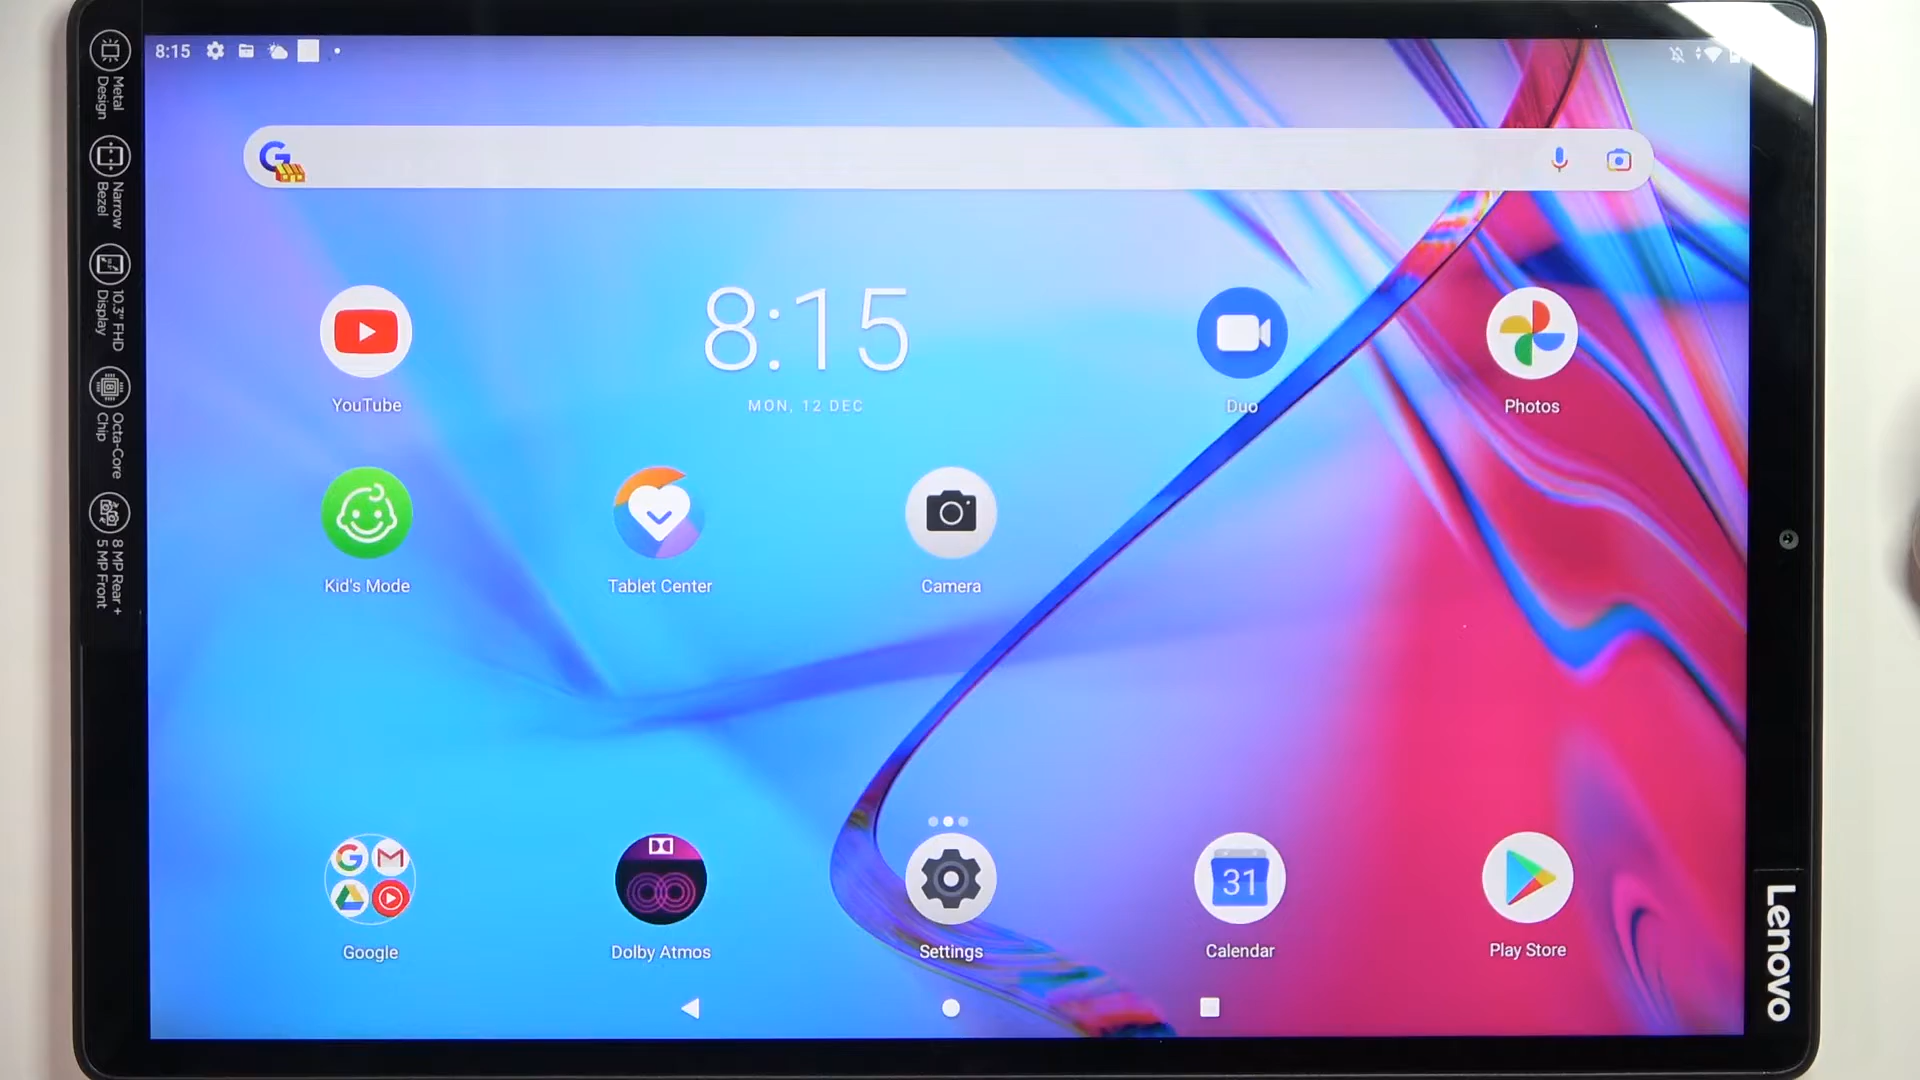 8:15
8:15
MON, 12 DEC
YouTube
Duo
Photos
Kid's Mode
Tablet Center
Camera
31
Google
Dolby Atmos
Settings
Calendar
Play Store
Metal
Design
Narrow
Bezel
10.3" FHD
Display
8
Octa-Core
Chip
8 MP Rear +
5 MP Front
Lenovo